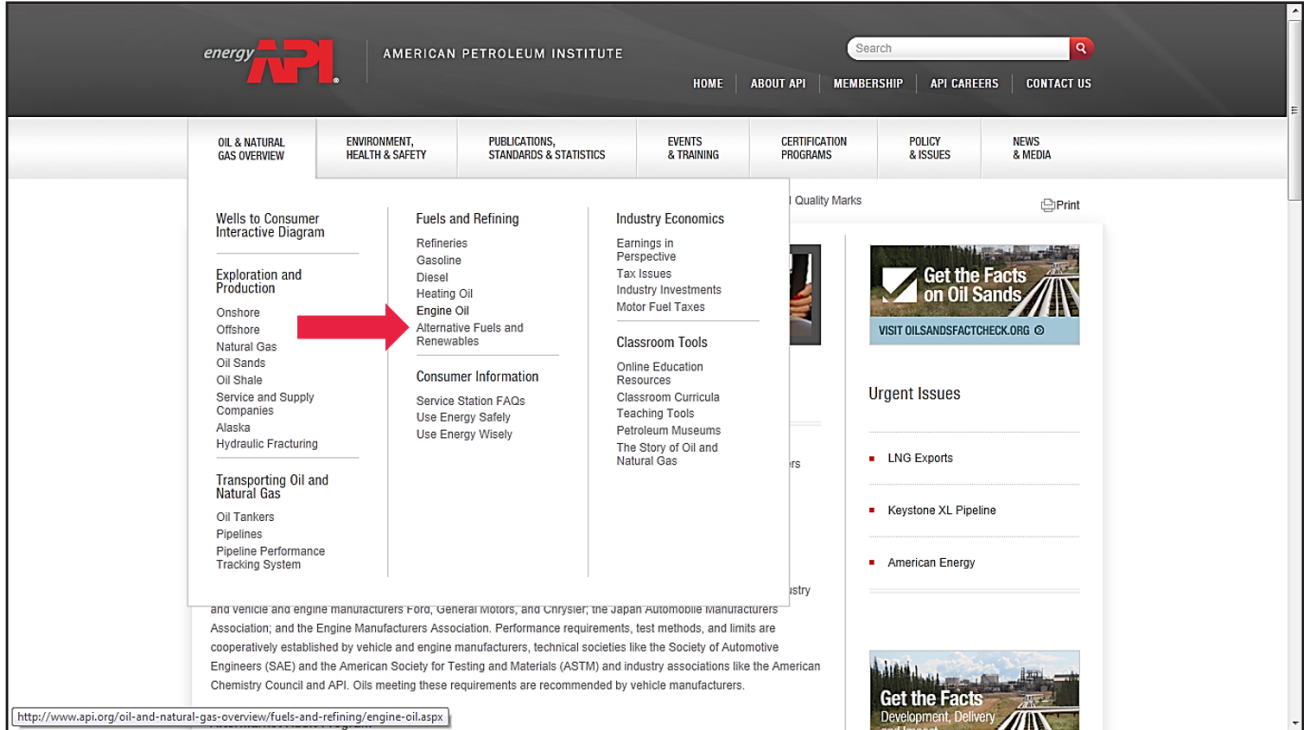 energy API
AMERICAN PETROLEUM INSTITUTE
Search
HOME
ABOUT API
MEMBERSHIP
API CAREERS
CONTACT US
OIL & NATURAL
GAS OVERVIEW
ENVIRONMENT,
HEALTH & SAFETY
PUBLICATIONS,
STANDARDS & STATISTICS
EVENTS
& TRAINING
CERTIFICATION
PROGRAMS
POLICY
& ISSUES
NEWS
& MEDIA
Quality Marks
Print
Wells to Consumer
Interactive Diagram
Exploration and
Production
Onshore
Offshore
Natural Gas
Oil Sands
Oil Shale
Service and Supply
Companies
Alaska
Hydraulic Fracturing
Transporting Oil and
Natural Gas
Oil Tankers
Pipelines
Pipeline Performance
Tracking System
Fuels and Refining
Refineries
Gasoline
Diesel
Heating Oil
Engine Oil
Alternative Fuels and
Renewables
Consumer Information
Service Station FAQs
Use Energy Safely
Use Energy Wisely
Industry Economics
Earnings in
Perspective
Tax Issues
Industry Investments
Motor Fuel Taxes
Classroom Tools
Online Education
Resources
Classroom Curricula
Teaching Tools
Petroleum Museums
The Story of Oil and
Natural Gas
Get the Facts
on Oil Sands
VISIT OILSANDSFACTCHECK.ORG
Urgent Issues
LNG Exports
Keystone XL Pipeline
American Energy
and vehicle and engine manufacturers Ford, General Motors, and Chrysler; the Japan Automobile Manufacturers
Association; and the Engine Manufacturers Association. Performance requirements, test methods, and limits are
cooperatively established by vehicle and engine manufacturers, technical societies like the Society of Automotive
Engineers (SAE) and the American Society for Testing and Materials (ASTM) and industry associations like the American
Chemistry Council and API. Oils meeting these requirements are recommended by vehicle manufacturers.
Get the Facts
Development, Delivery
http://www.api.org/oil-and-natural-gas-overview/fuels-and-refining/engine-oil.aspx